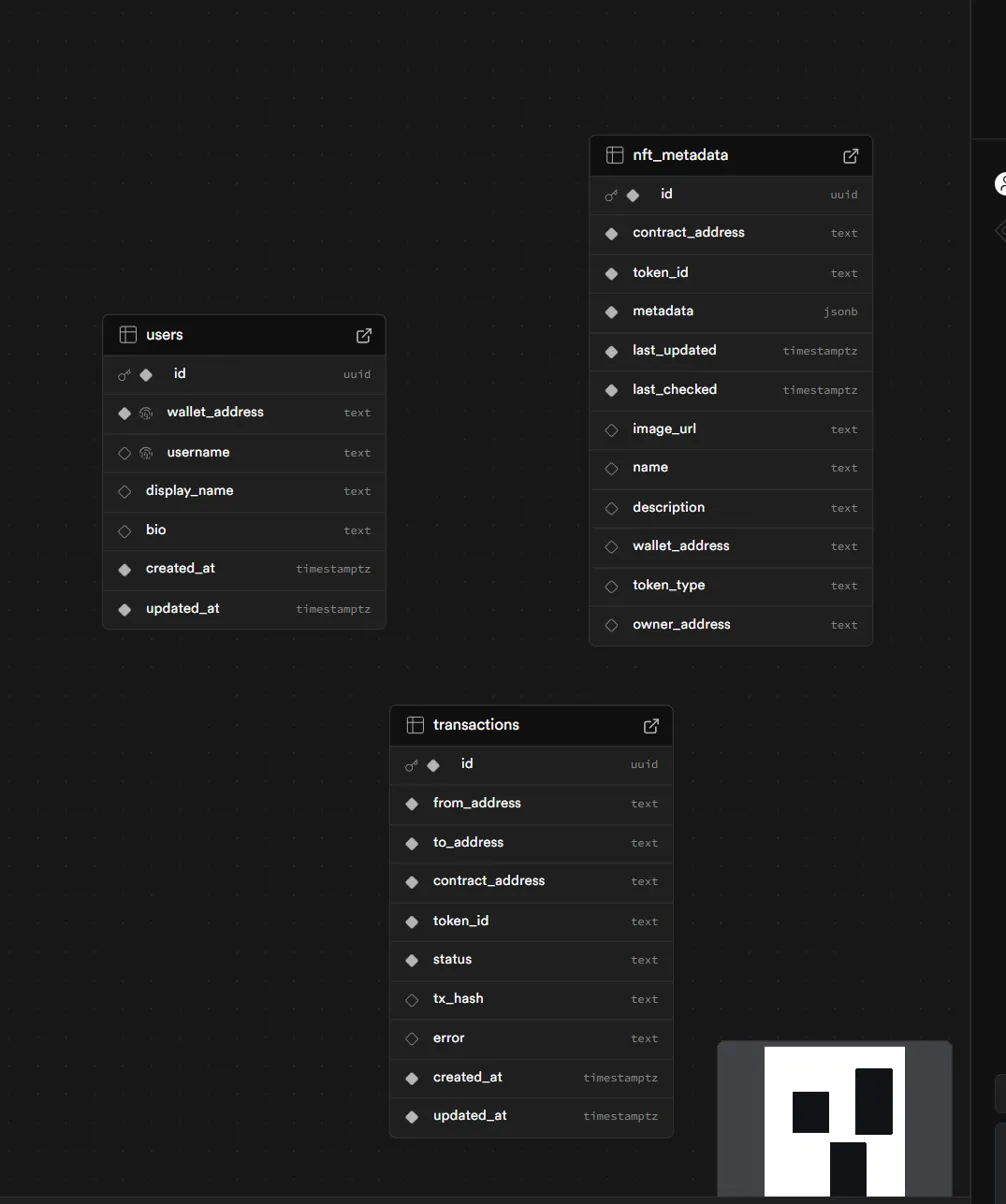 nft_metadata
id uuid
contract_address text
token_id text
metadata jsonb
last_updated timestamptz
last_checked timestamptz
image_url text
name text
description text
wallet_address text
token_type text
owner_address text
users
id uuid
wallet_address text
username text
display_name text
bio text
created_at timestamptz
updated_at timestamptz
transactions
id uuid
from_address text
to_address text
contract_address text
token_id text
status text
tx_hash text
error text
created_at timestamptz
updated_at timestamptz